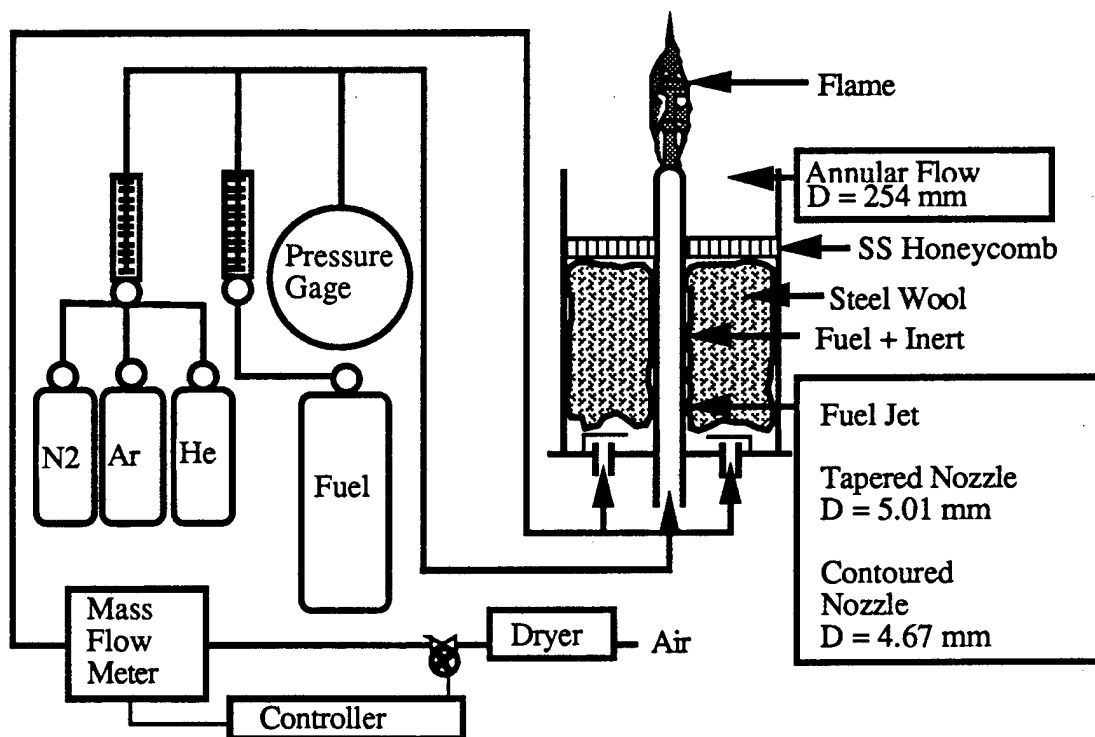 Flame
Annular Flow
D = 254 mm
SS Honeycomb
Steel Wool
Fuel + Inert
Fuel Jet
Tapered Nozzle
D = 5.01 mm
Contoured
Nozzle
D = 4.67 mm
Pressure
Gage
N2
Ar
He
Fuel
Mass
Flow
Meter
Dryer
Air
Controller